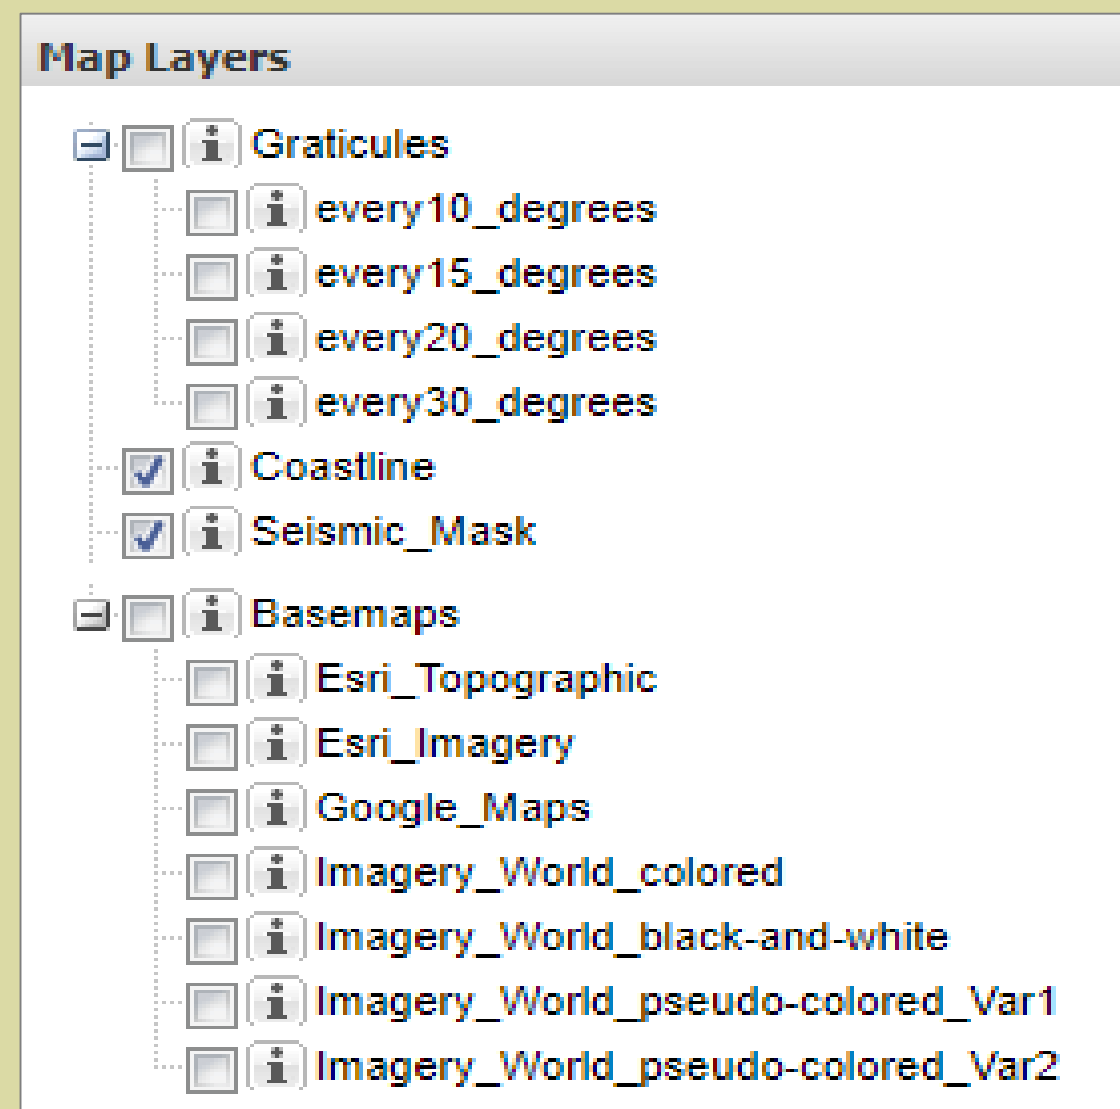 Map Layers
Graticules
every10_degrees
every15_degrees
every20_degrees
every30_degrees
Coastline
Seismic_Mask
Basemaps
Esri_Topographic
Esri_Imagery
Google_Maps
Imagery_World_colored
Imagery_World_black-and-white
Imagery_World_pseudo-colored_Var1
Imagery_World_pseudo-colored_Var2